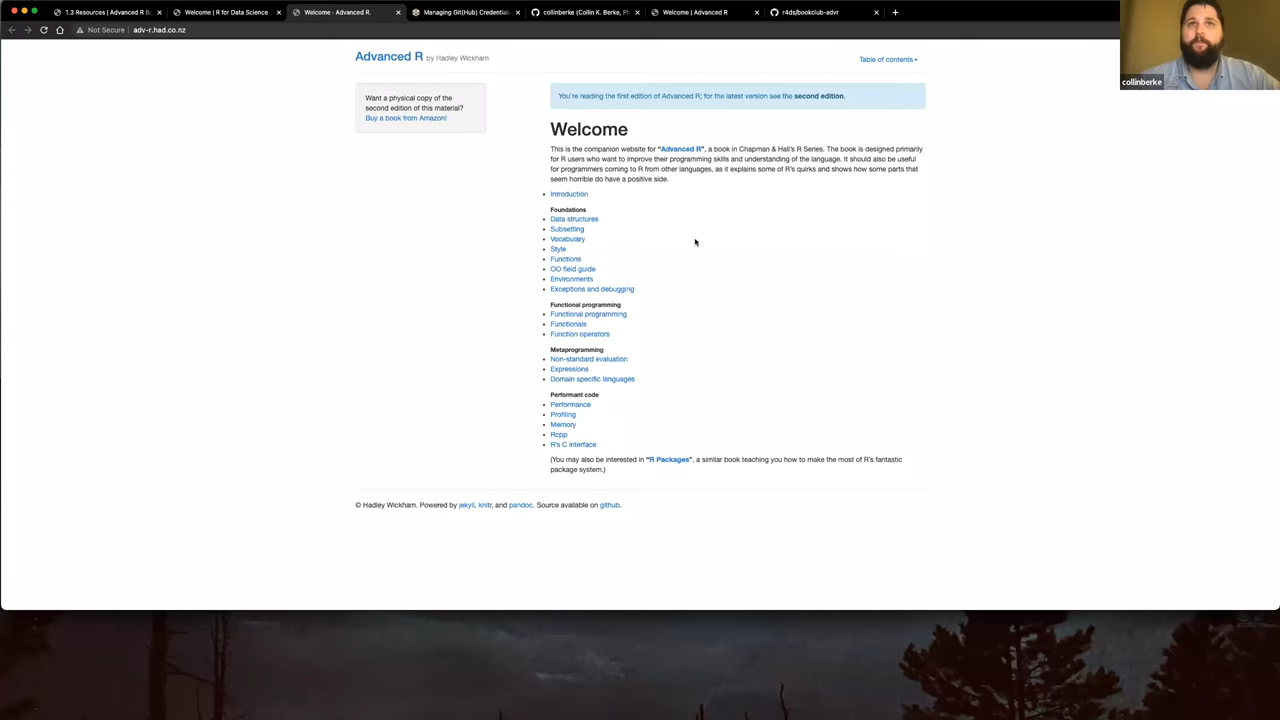 1.3 Resources | Advanced R Bo
Welcome | R for Data Science
Welcome · Advanced R.
Managing Git(Hub) Credentials
collinberke (Collin K. Berke, Ph
Welcome | Advanced R
r4ds/bookclub-advr
Not Secure | adv-r.had.co.nz
collinberke
Advanced R by Hadley Wickham
Table of contents
Want a physical copy of the
second edition of this material?
Buy a book from Amazon!
You're reading the first edition of Advanced R; for the latest version see the second edition.
Welcome
This is the companion website for “Advanced R”, a book in Chapman & Hall's R Series. The book is designed primarily
for R users who want to improve their programming skills and understanding of the language. It should also be useful
for programmers coming to R from other languages, as it explains some of R's quirks and shows how some parts that
seem horrible do have a positive side.
Introduction
Foundations
Data structures
Subsetting
Vocabulary
Style
Functions
OO field guide
Environments
Exceptions and debugging
Functional programming
Functional programming
Functionals
Function operators
Metaprogramming
Non-standard evaluation
Expressions
Domain specific languages
Performant code
Performance
Profiling
Memory
Rcpp
R's C interface
(You may also be interested in “R Packages”, a similar book teaching you how to make the most of R's fantastic
package system.)
© Hadley Wickham. Powered by jekyll, knitr, and pandoc. Source available on github.